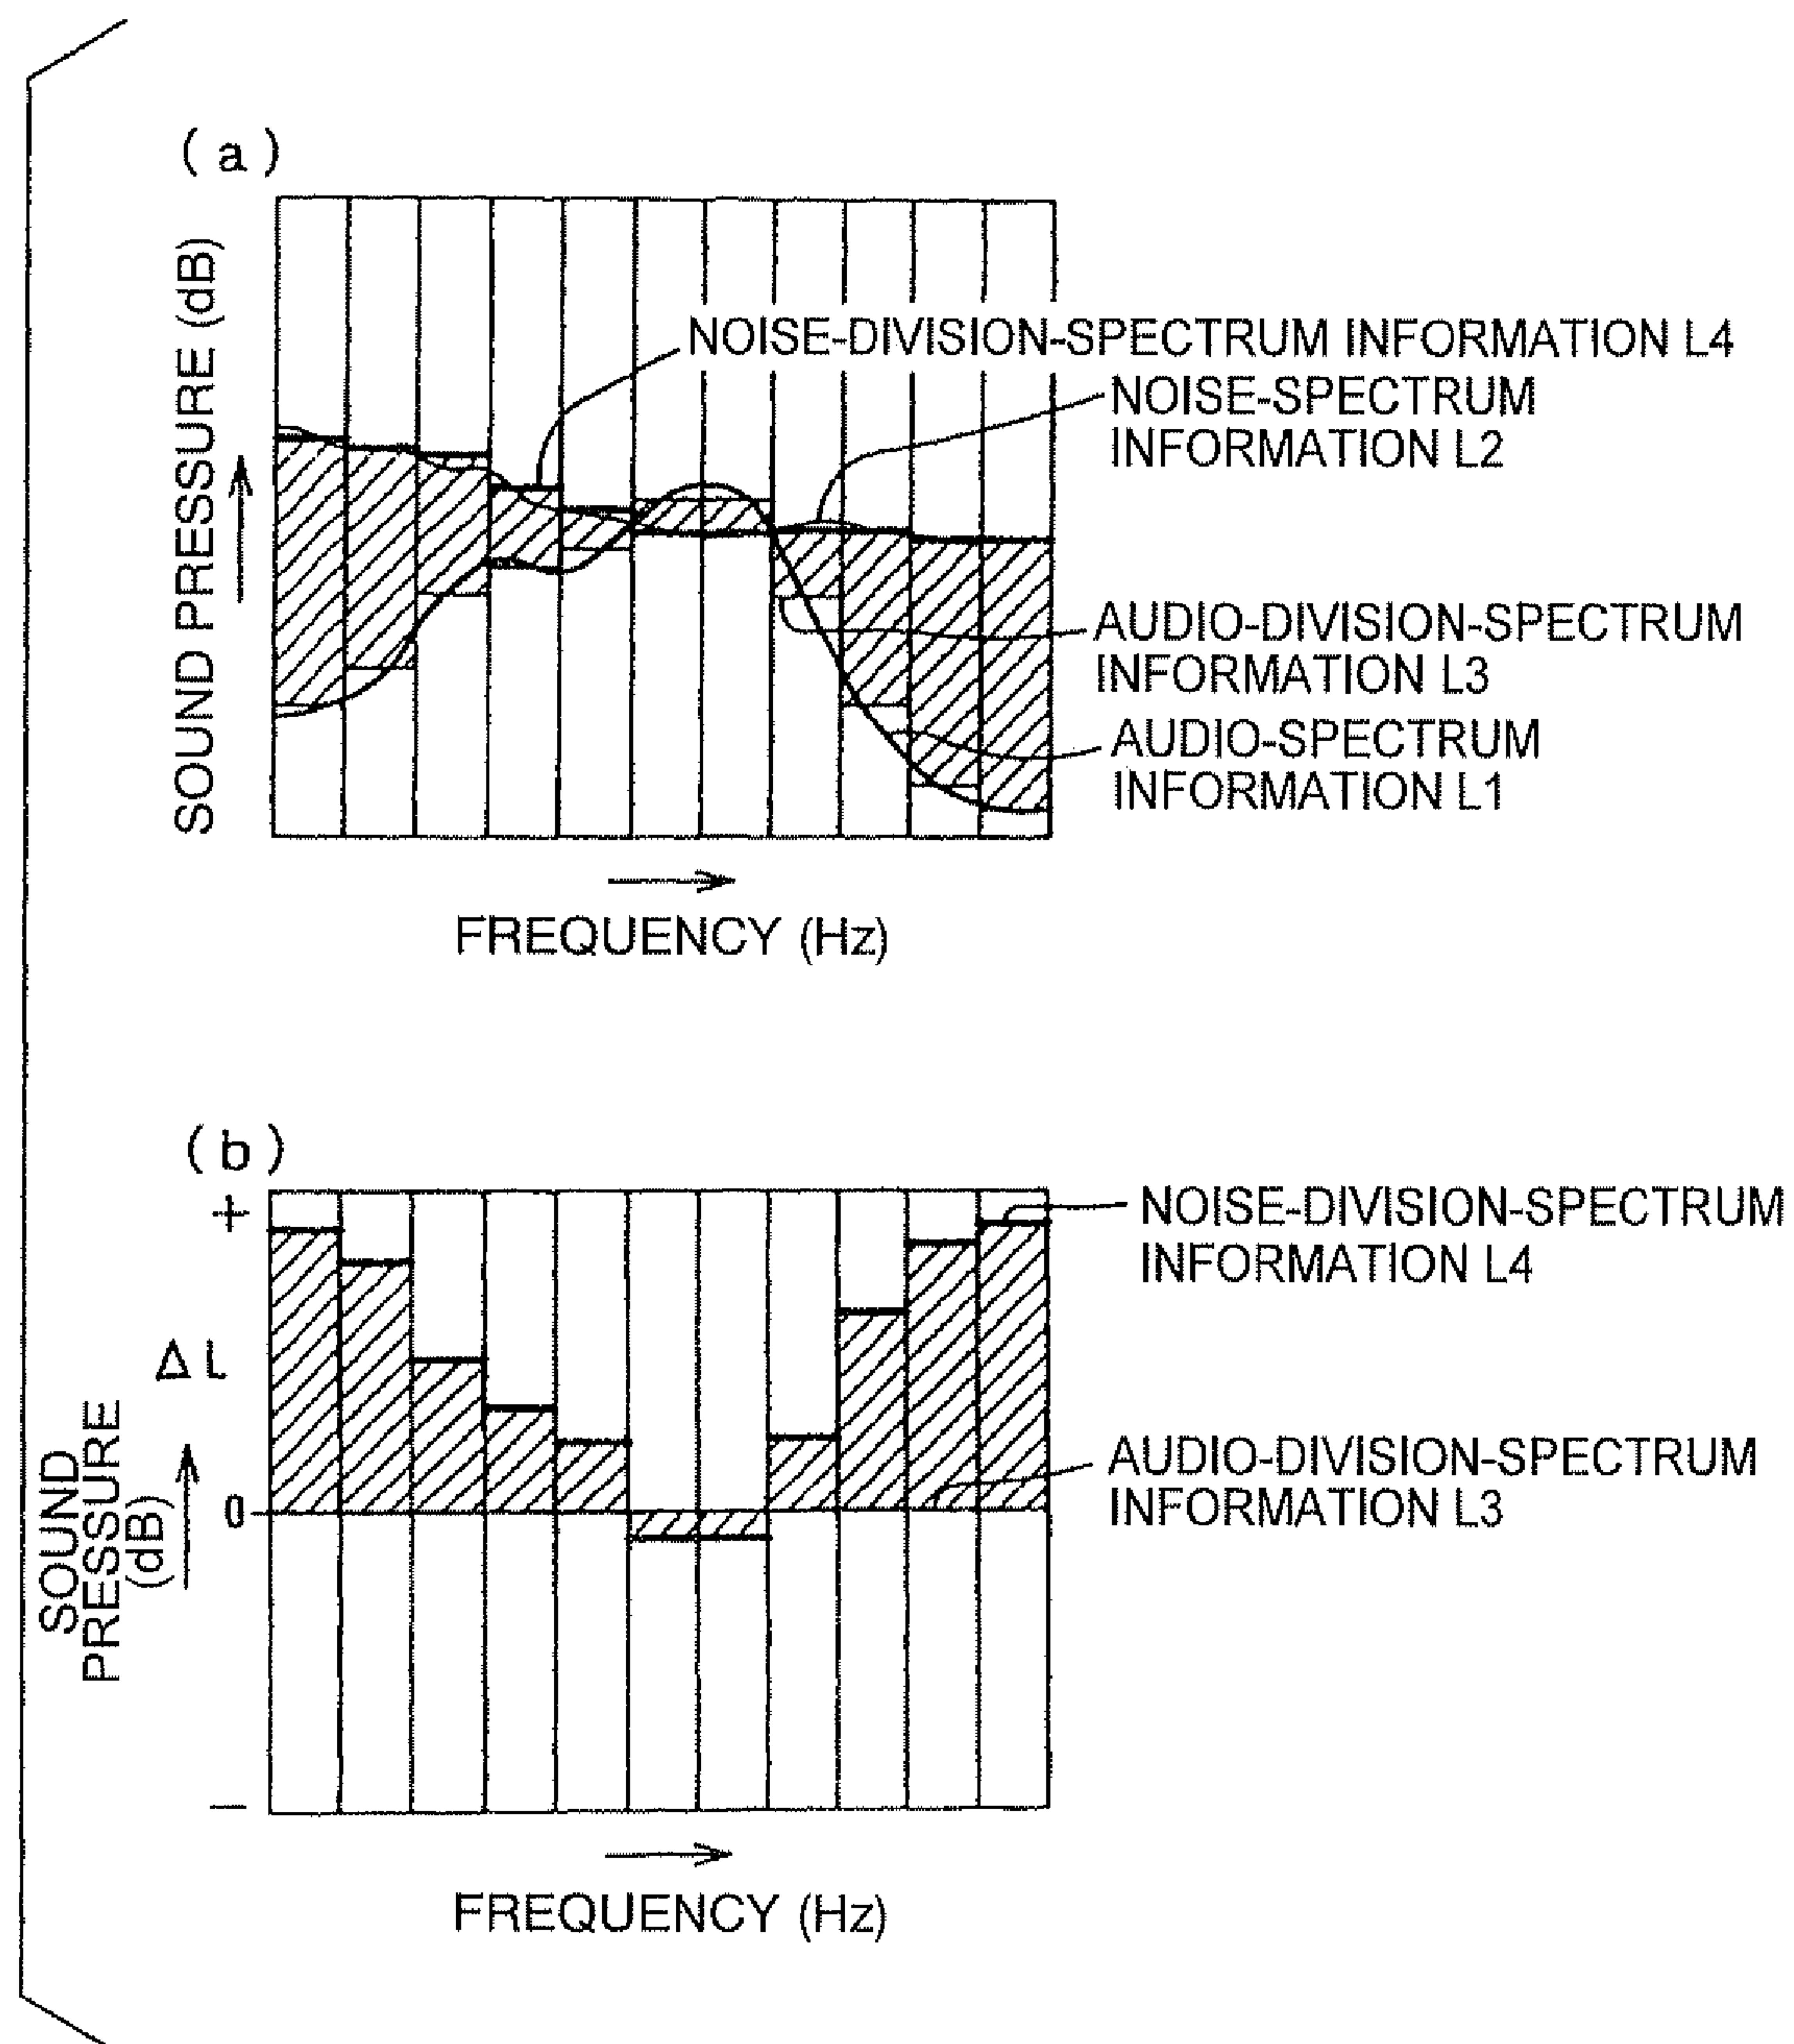 (a)
SOUND PRESSURE (dB)
NOISE-DIVISION-SPECTRUM INFORMATION L4
NOISE-SPECTRUM
INFORMATION L2
AUDIO-DIVISION-SPECTRUM
INFORMATION L3
AUDIO-SPECTRUM
INFORMATION L1
FREQUENCY (Hz)
(b)
+
ΔL
0
−
SOUND
PRESSURE
(dB)
NOISE-DIVISION-SPECTRUM
INFORMATION L4
AUDIO-DIVISION-SPECTRUM
INFORMATION L3
FREQUENCY (Hz)